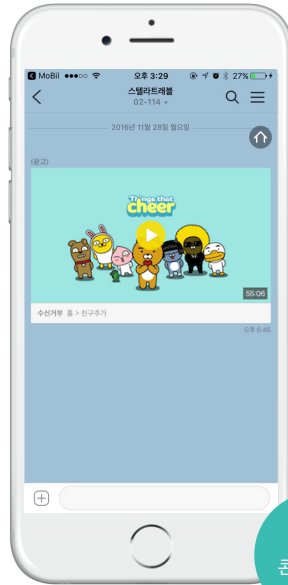 MoBil
오후 3:29
27%
스텔라트래블
02-114
2016년 11월 28일 월요일
(광고)
Things that
cheer
55:06
수신거부 홈 > 친구추가
오후 6:45
콘